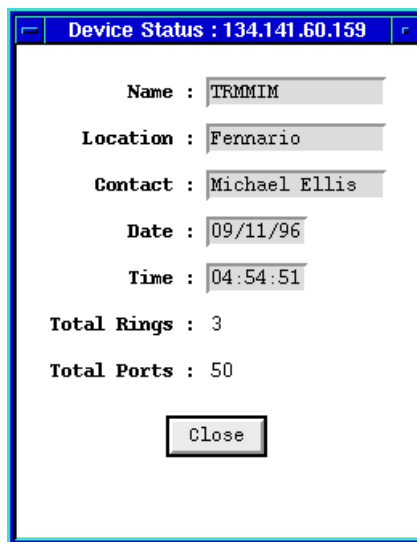 Device Status : 134.141.60.159
Name : TRMMIM
Location : Fennario
Contact : Michael Ellis
Date : 09/11/96
Time : 04:54:51
Total Rings : 3
Total Ports : 50
Close